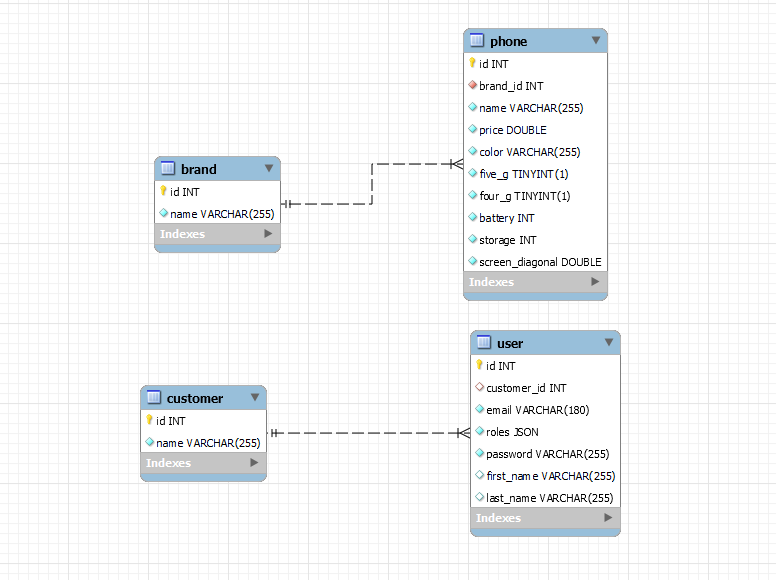 phone
id INT
brand_id INT
name VARCHAR(255)
price DOUBLE
color VARCHAR(255)
five_g TINYINT(1)
four_g TINYINT(1)
battery INT
storage INT
screen_diagonal DOUBLE
Indexes
brand
id INT
name VARCHAR(255)
Indexes
user
id INT
customer_id INT
email VARCHAR(180)
roles JSON
password VARCHAR(255)
first_name VARCHAR(255)
last_name VARCHAR(255)
Indexes
customer
id INT
name VARCHAR(255)
Indexes